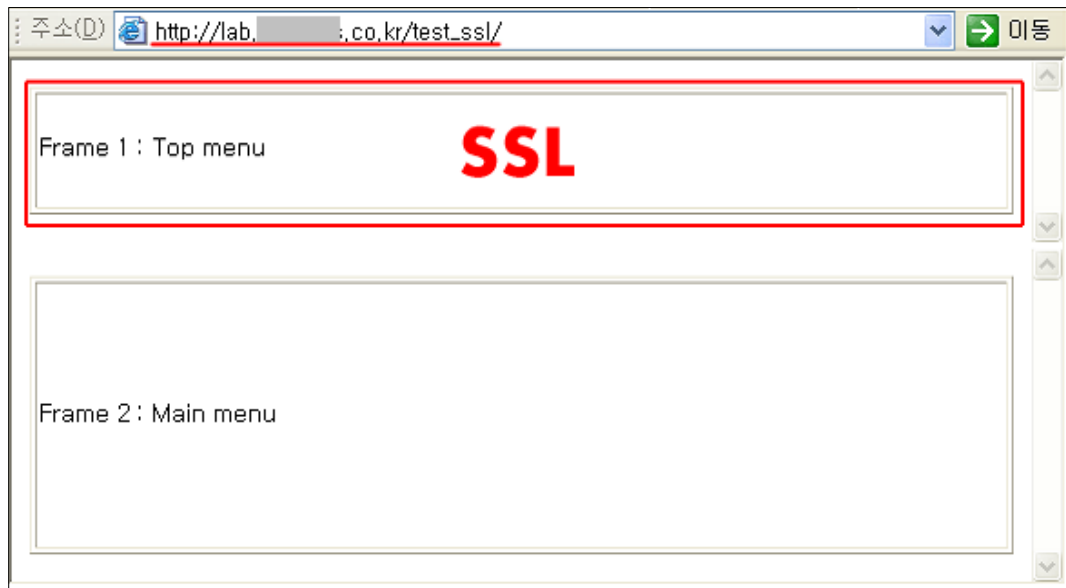 주소(D) http://lab. s.co.kr/test_ssl/ 이동
Frame 1 : Top menu SSL
Frame 2 : Main menu